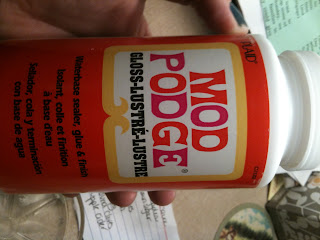 MOD
PODGE®
GLOSS-LUSTRÉ-LUSTRE
Waterbase sealer, glue & finish
Isolant, colle et finition
à base d'eau
Sellador, cola y terminación
con base de agua